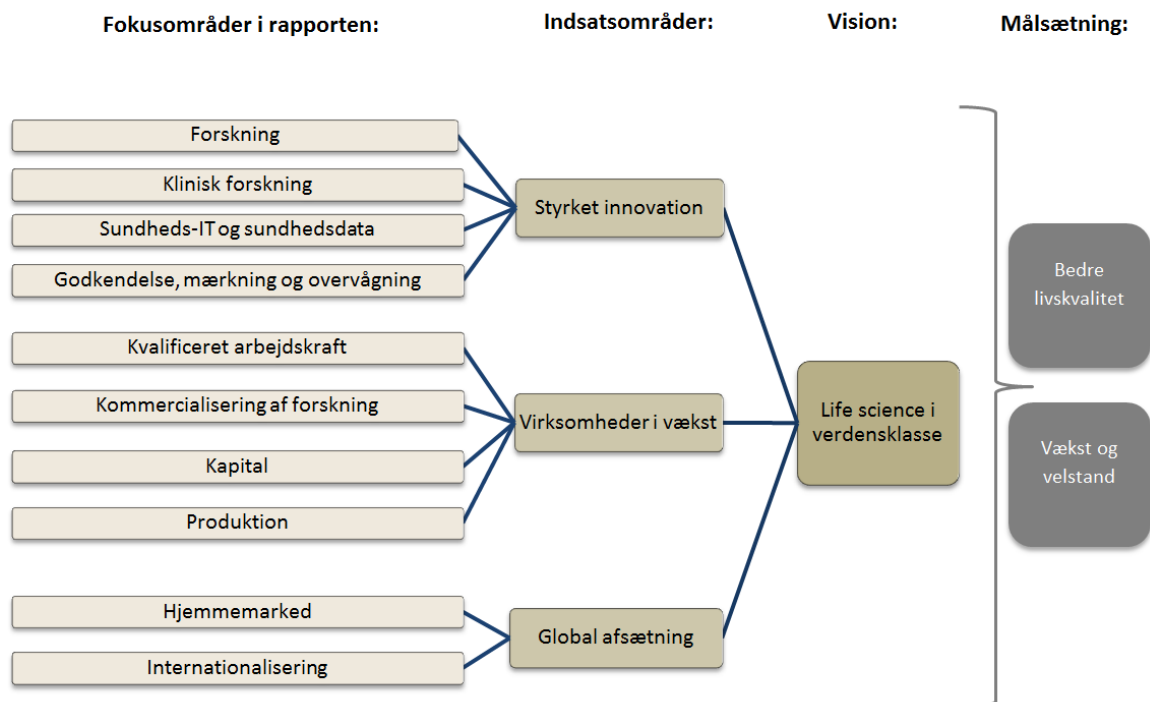 Fokusområder i rapporten:
Indsatsområder:
Vision:
Målsætning:
Forskning
Klinisk forskning
Sundheds-IT og sundhedsdata
Godkendelse, mærkning og overvågning
Styret innovation
Kvalificeret arbejdskraft
Kommercialisering af forskning
Kapital
Produktion
Virksomheder i vækst
Hjemmemarked
Internationalisering
Global afsætning
Life science i
verdensklasse
Bedre
livskvalitet
Vækst og
velstand